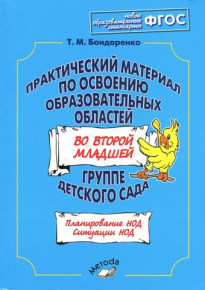 новые
образовательные
стандарты
ФГОС
Т. М. Бондаренко
ПРАКТИЧЕСКИЙ МАТЕРИАЛ
ПО ОСВОЕНИЮ
ОБРАЗОВАТЕЛЬНЫХ
ОБЛАСТЕЙ
ВО ВТОРОЙ
МЛАДШЕЙ
ГРУППЕ
ДЕТСКОГО САДА
Планирование НОД
Ситуации НОД
Metoda